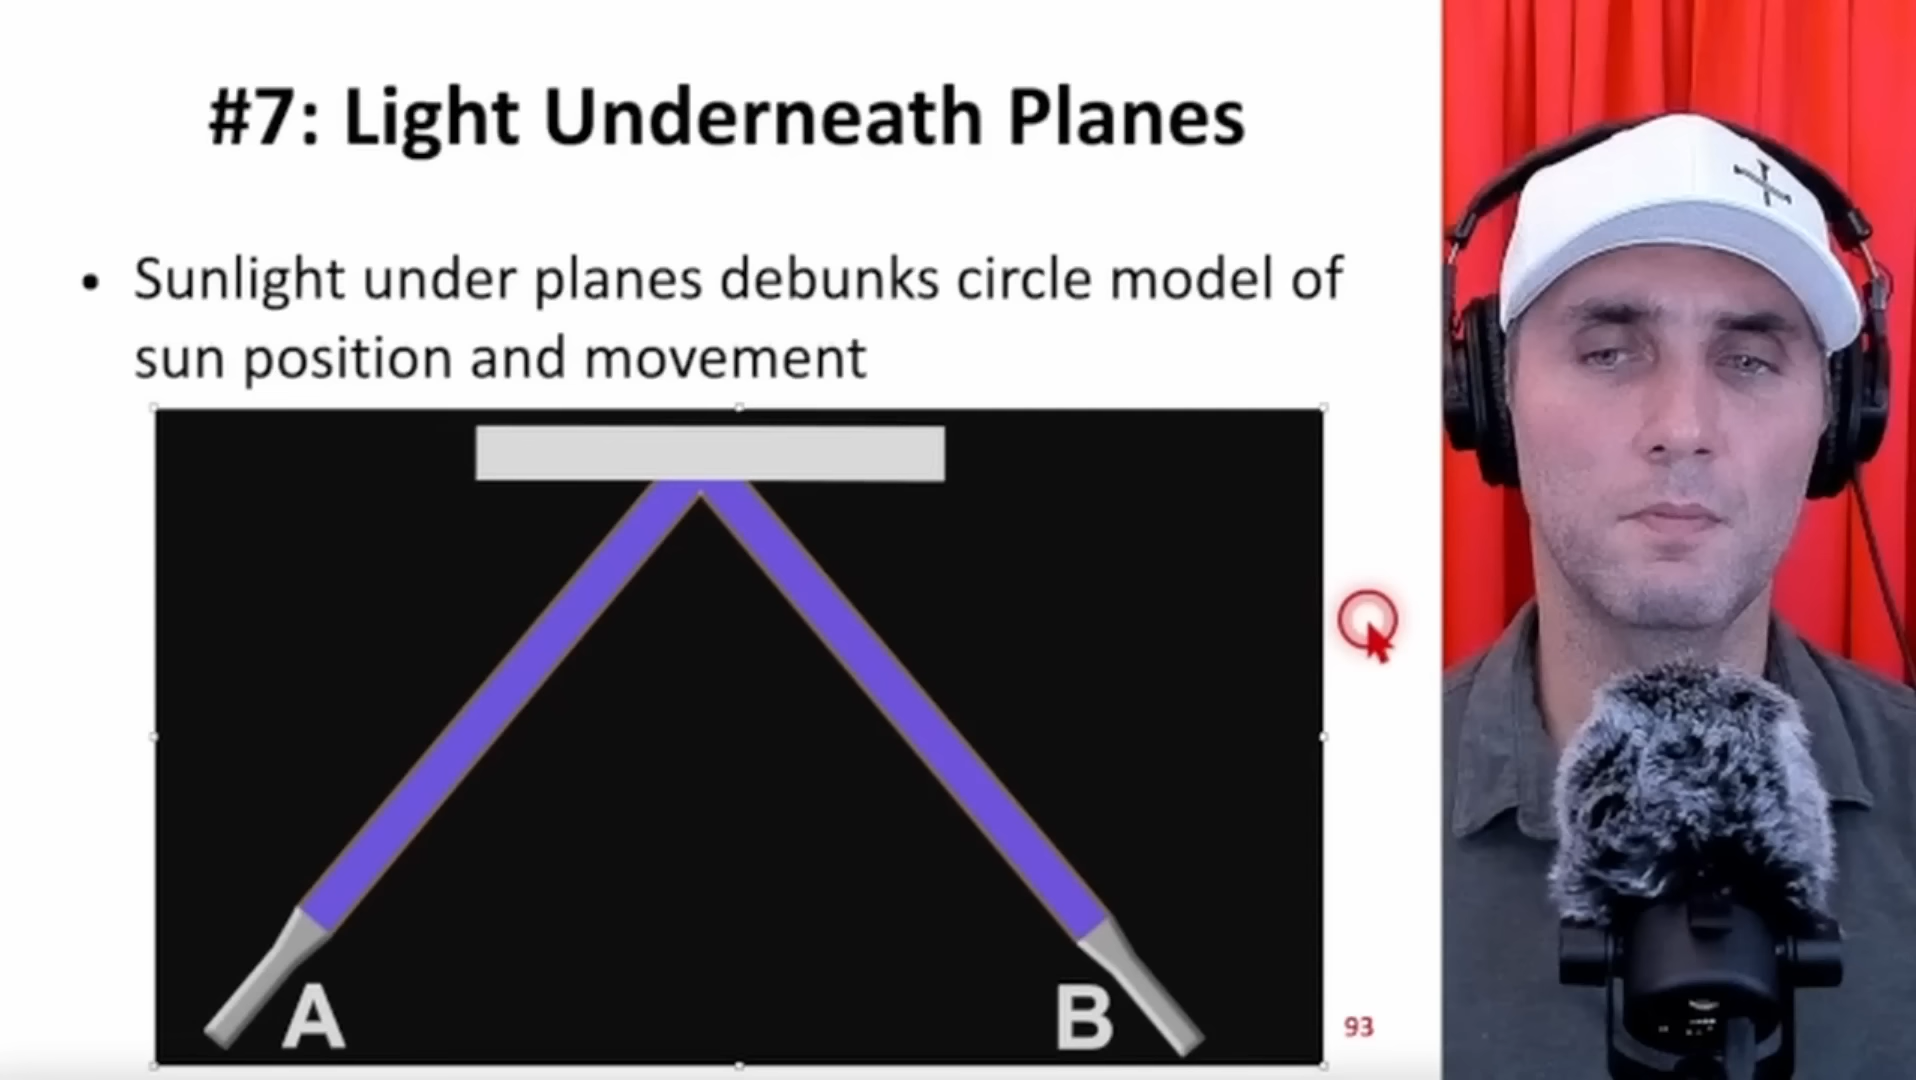 #7: Light Underneath Planes
• Sunlight under planes debunks circle model of
sun position and movement
A
B
93